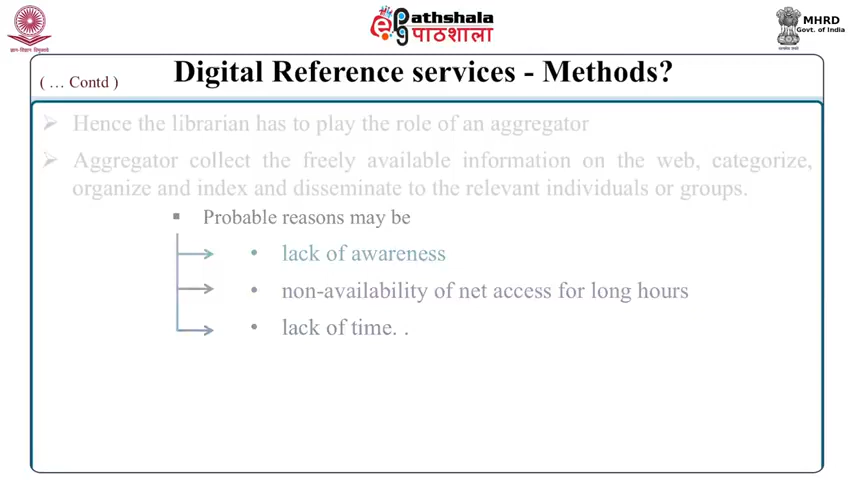 ePathshala
पाठशाला
MHRD
Govt. of India
( … Contd )
Digital Reference services - Methods?
➢ Hence the librarian has to play the role of an aggregator
➢ Aggregator collect the freely available information on the web, categorize,
organize and index and disseminate to the relevant individuals or groups.
▪ Probable reasons may be
• lack of awareness
• non-availability of net access for long hours
• lack of time. .